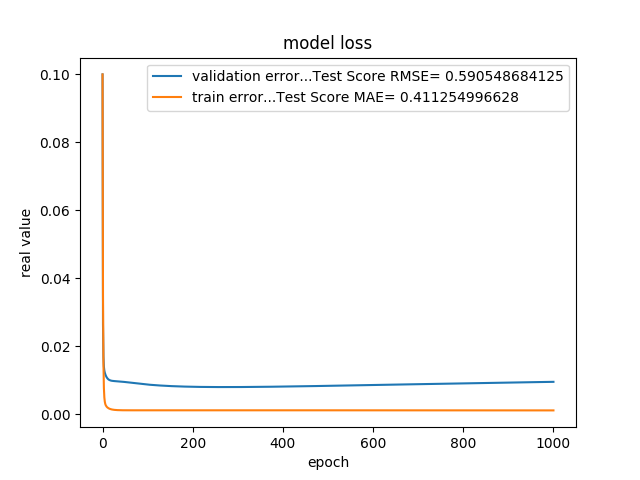 model loss
validation error...Test Score RMSE= 0.590548684125
train error...Test Score MAE= 0.411254996628
0.10
0.08
0.06
0.04
0.02
0.00
real value
0 200 400 600 800 1000
epoch